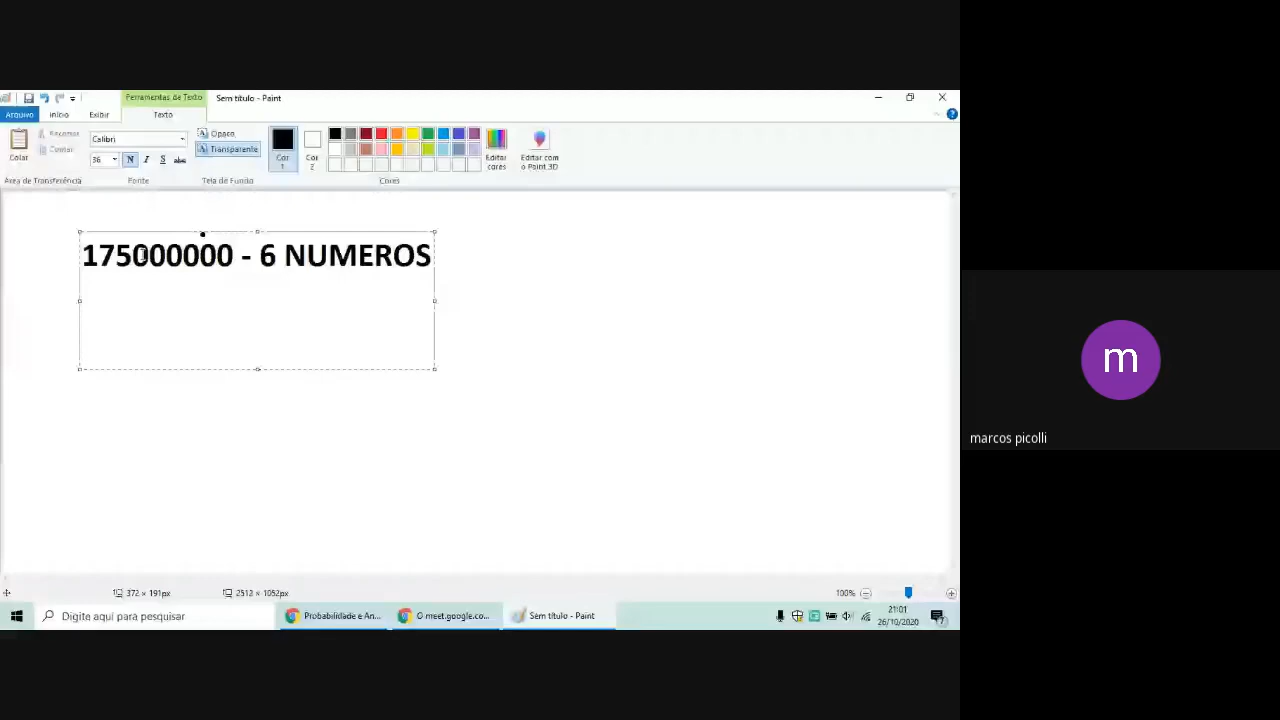 Ferramentas de Texto
Sem título - Paint
Arquivo
Início
Exibir
Texto
Colar
Recortar
Copiar
Calibri
36
N I S abc
Opaco
Transparente
Cor 1
Cor 2
Editar cores
Editar com o Paint 3D
Área de Transferência
Fonte
Tela de Fundo
Cores
175000000 - 6 NUMEROS
m
marcos picolli
372 × 191px
2512 × 1052px
100%
Digite aqui para pesquisar
Probabilidade e An...
O meet.google.co...
Sem título - Paint
21:01
26/10/2020